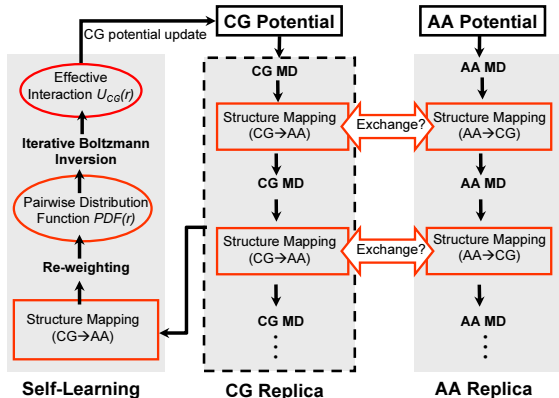 CG potential update
CG Potential
AA Potential
Effective
Interaction U_CG(r)
Iterative Boltzmann
Inversion
Pairwise Distribution
Function PDF(r)
Re-weighting
Structure Mapping
(CG→AA)
Self-Learning
CG MD
Structure Mapping
(CG→AA)
CG MD
Structure Mapping
(CG→AA)
CG MD
CG Replica
Exchange?
Exchange?
AA MD
Structure Mapping
(AA→CG)
AA MD
Structure Mapping
(AA→CG)
AA MD
AA Replica